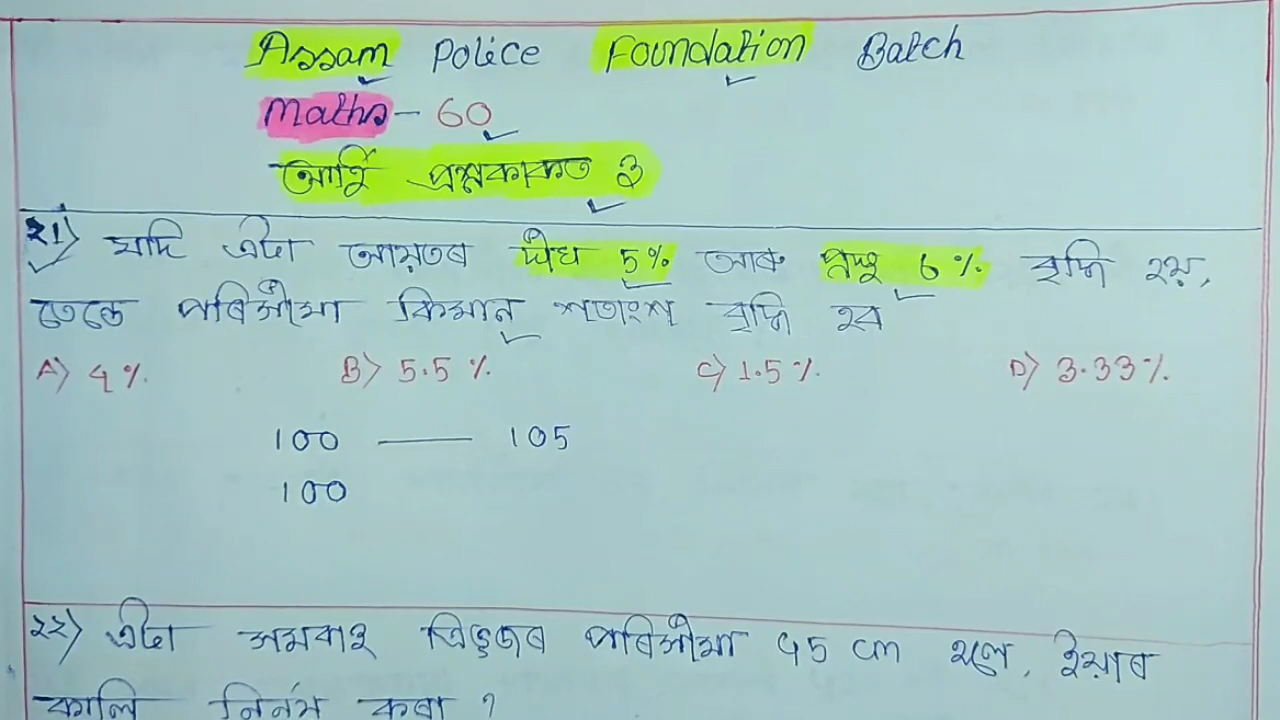 Assam Police Foundation Batch
Maths - 60
আৰ্হি প্ৰশ্নকাকত ৩
২১) যদি এটা আয়তৰ দীঘ 5% আৰু প্ৰস্থ 6% বৃদ্ধি হয়,
তেন্তে পৰিসীমা কিমান শতাংশ বৃদ্ধি হব
A) 4%. B) 5.5%. C) 1.5%. D) 3.33%.
100 —— 105
100
২২) এটা সমবাহু ত্ৰিভুজৰ পৰিসীমা 45 cm হলে, ইয়াৰ
কালি নিৰ্নয় কৰা ?